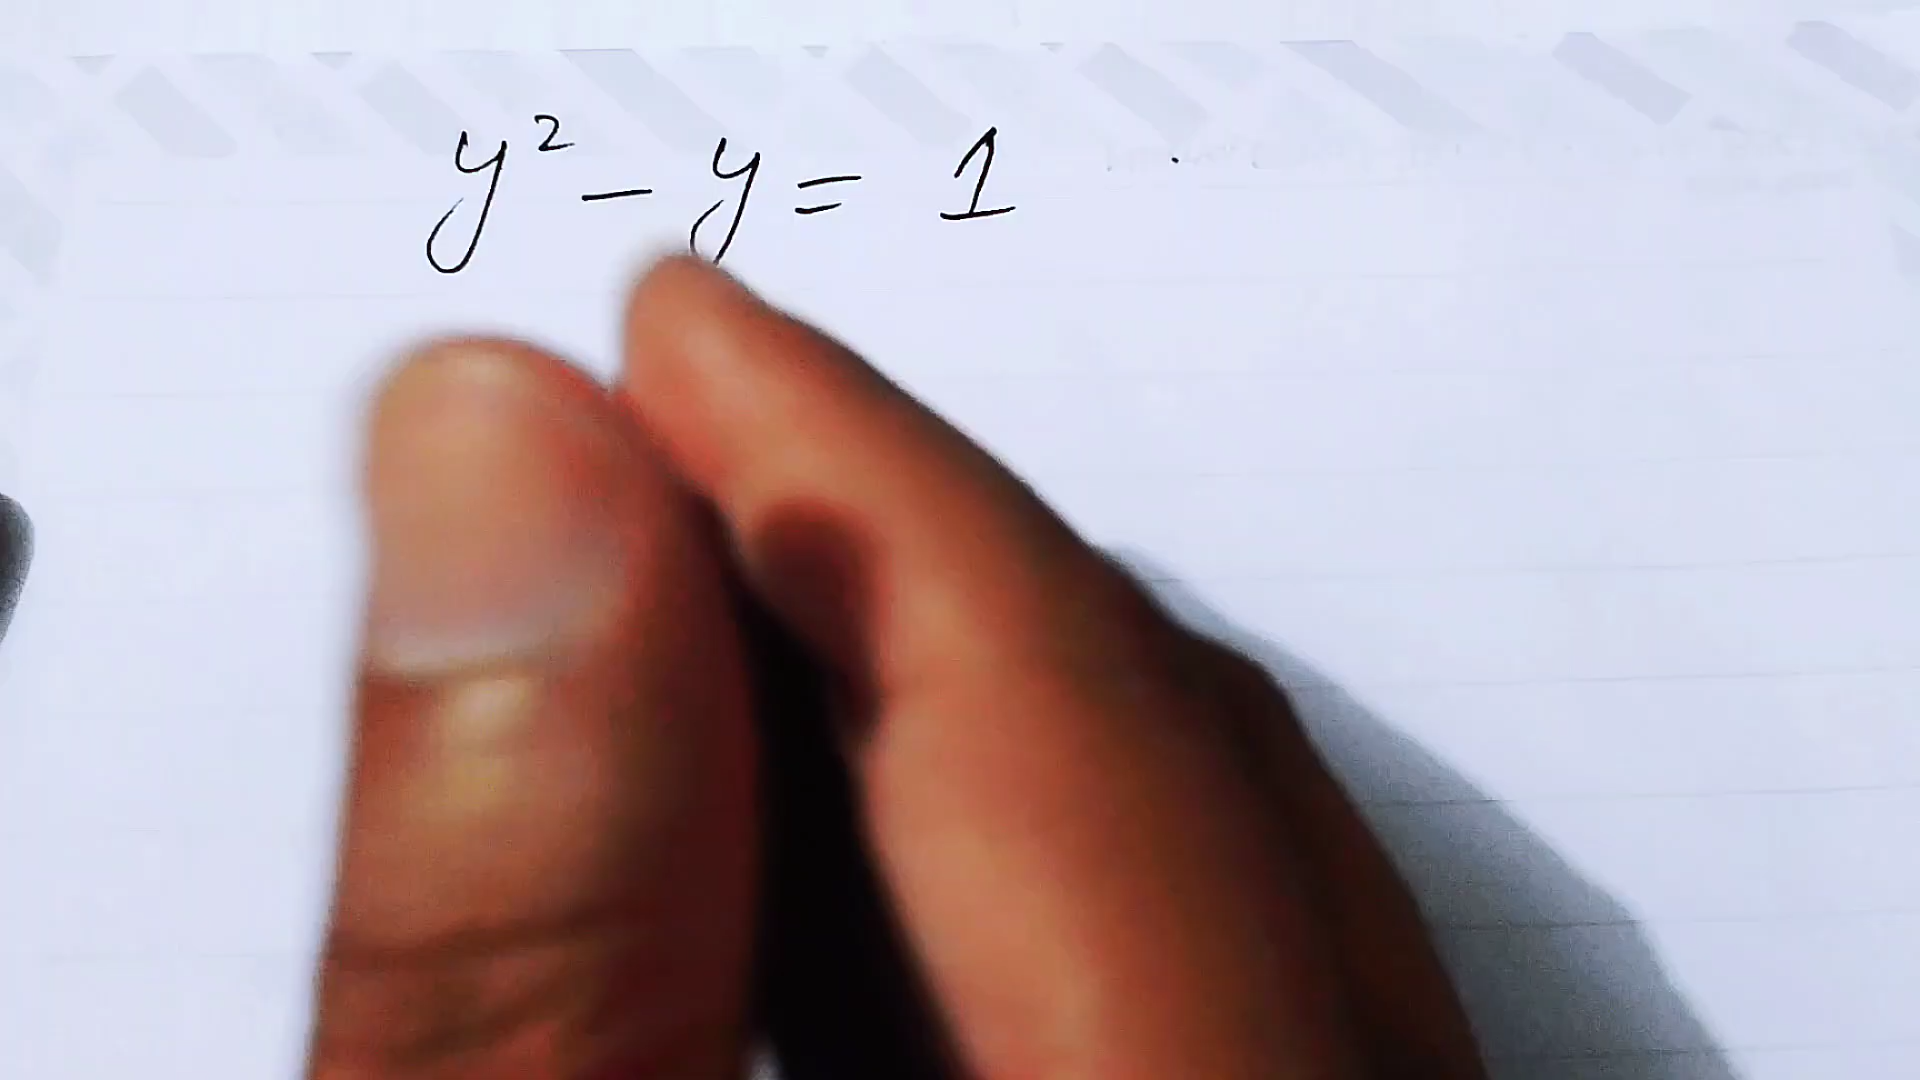 y² - y = 1